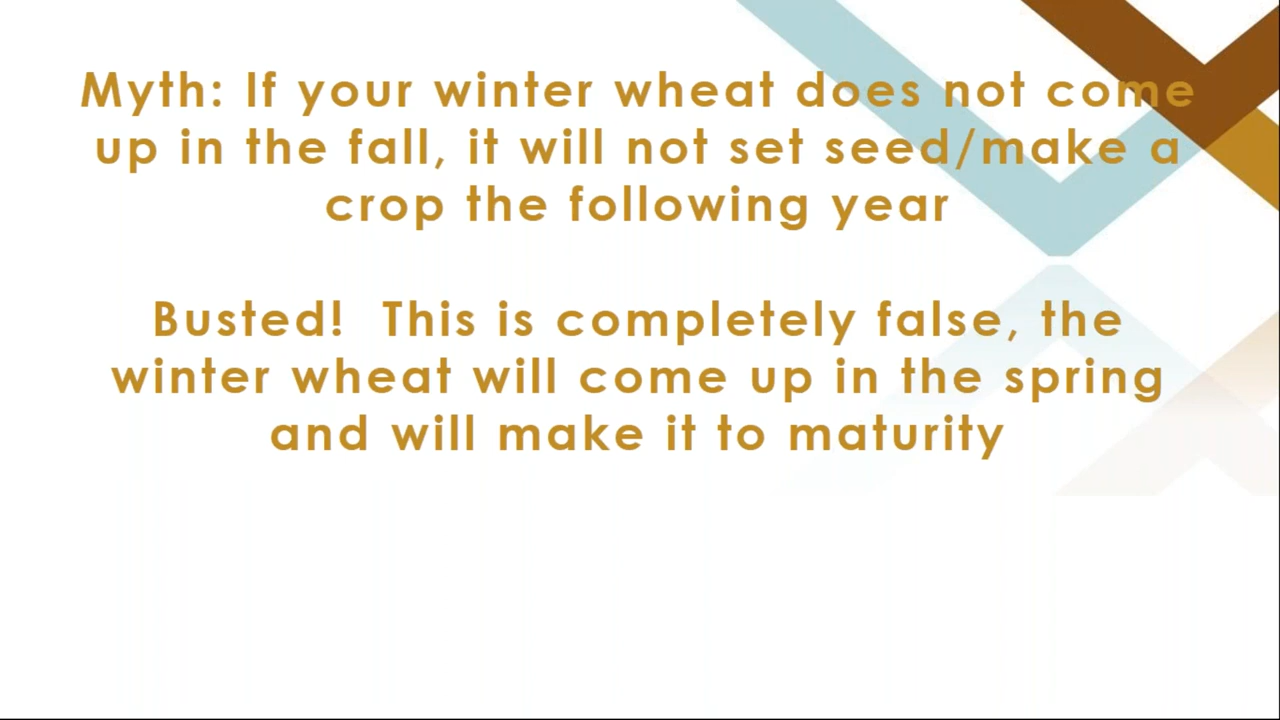 Myth: If your winter wheat does not come
up in the fall, it will not set seed/make a
crop the following year
Busted!  This is completely false, the
winter wheat will come up in the spring
and will make it to maturity